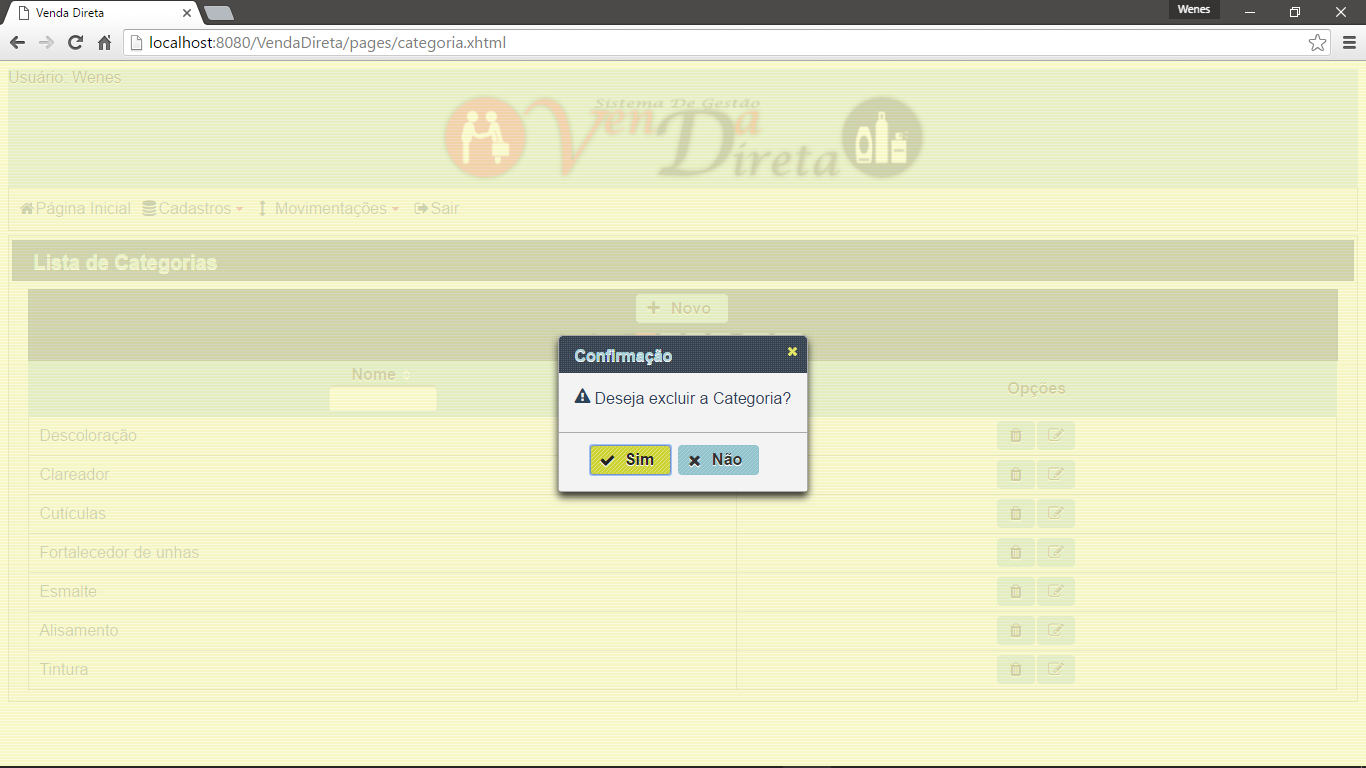 Venda Direta
Wenes
localhost:8080/VendaDireta/pages/categoria.xhtml
Usuário: Wenes
Sistema De Gestão
VenDa
Direta
Página Inicial Cadastros Movimentações Sair
Lista de Categorias
Novo
Confirmação
Nome
Opções
Deseja excluir a Categoria?
Descoloração
Sim Não
Clareador
Cutículas
Fortalecedor de unhas
Esmalte
Alisamento
Tintura